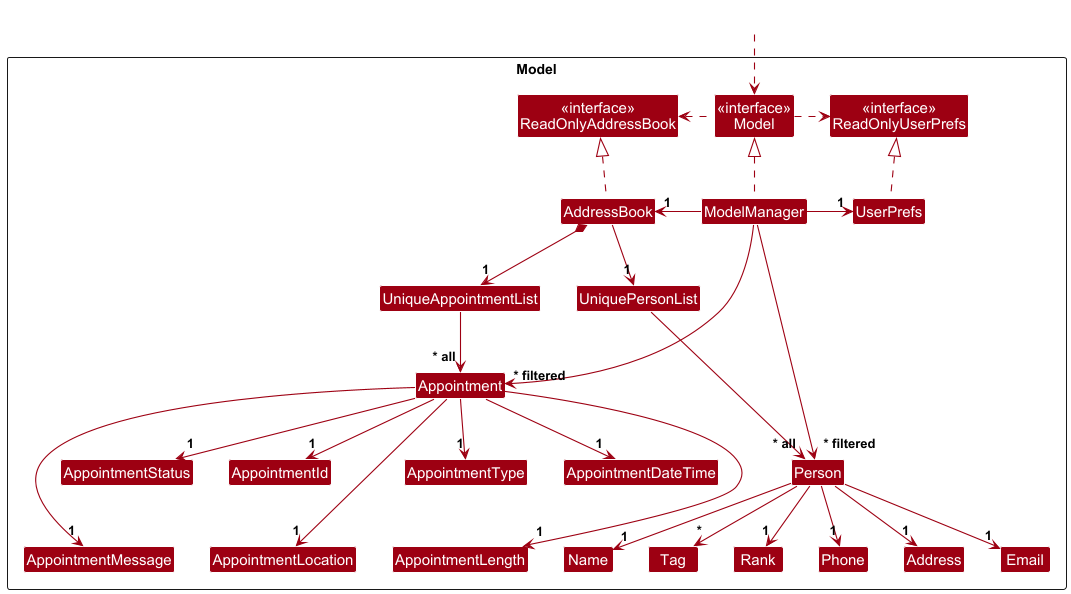 Model
«interface»
ReadOnlyAddressBook
«interface»
Model
«interface»
ReadOnlyUserPrefs
AddressBook
1
ModelManager
1
UserPrefs
1
1
UniqueAppointmentList
UniquePersonList
* all
* filtered
Appointment
1
1
1
1
* all
* filtered
AppointmentStatus
AppointmentId
AppointmentType
AppointmentDateTime
Person
1
1
1
1
*
1
1
1
1
AppointmentMessage
AppointmentLocation
AppointmentLength
Name
Tag
Rank
Phone
Address
Email